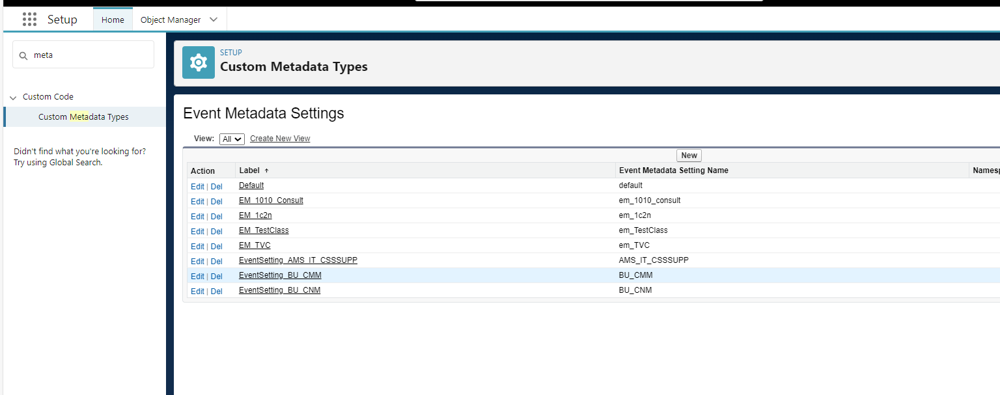 Setup Home Object Manager
meta
SETUP
Custom Metadata Types
Custom Code
Custom Metadata Types
Didn't find what you're looking for?
Try using Global Search.
Event Metadata Settings
View: All Create New View
New
Action Label ↑ Event Metadata Setting Name
Edit | Del Default default
Edit | Del EM_1010_Consult em_1010_consult
Edit | Del EM_1c2n em_1c2n
Edit | Del EM_TestClass em_TestClass
Edit | Del EM_TVC em_TVC
Edit | Del EventSetting_AMS_IT_CSSSUPP AMS_IT_CSSSUPP
Edit | Del EventSetting_BU_CMM BU_CMM
Edit | Del EventSetting_BU_CNM BU_CNM